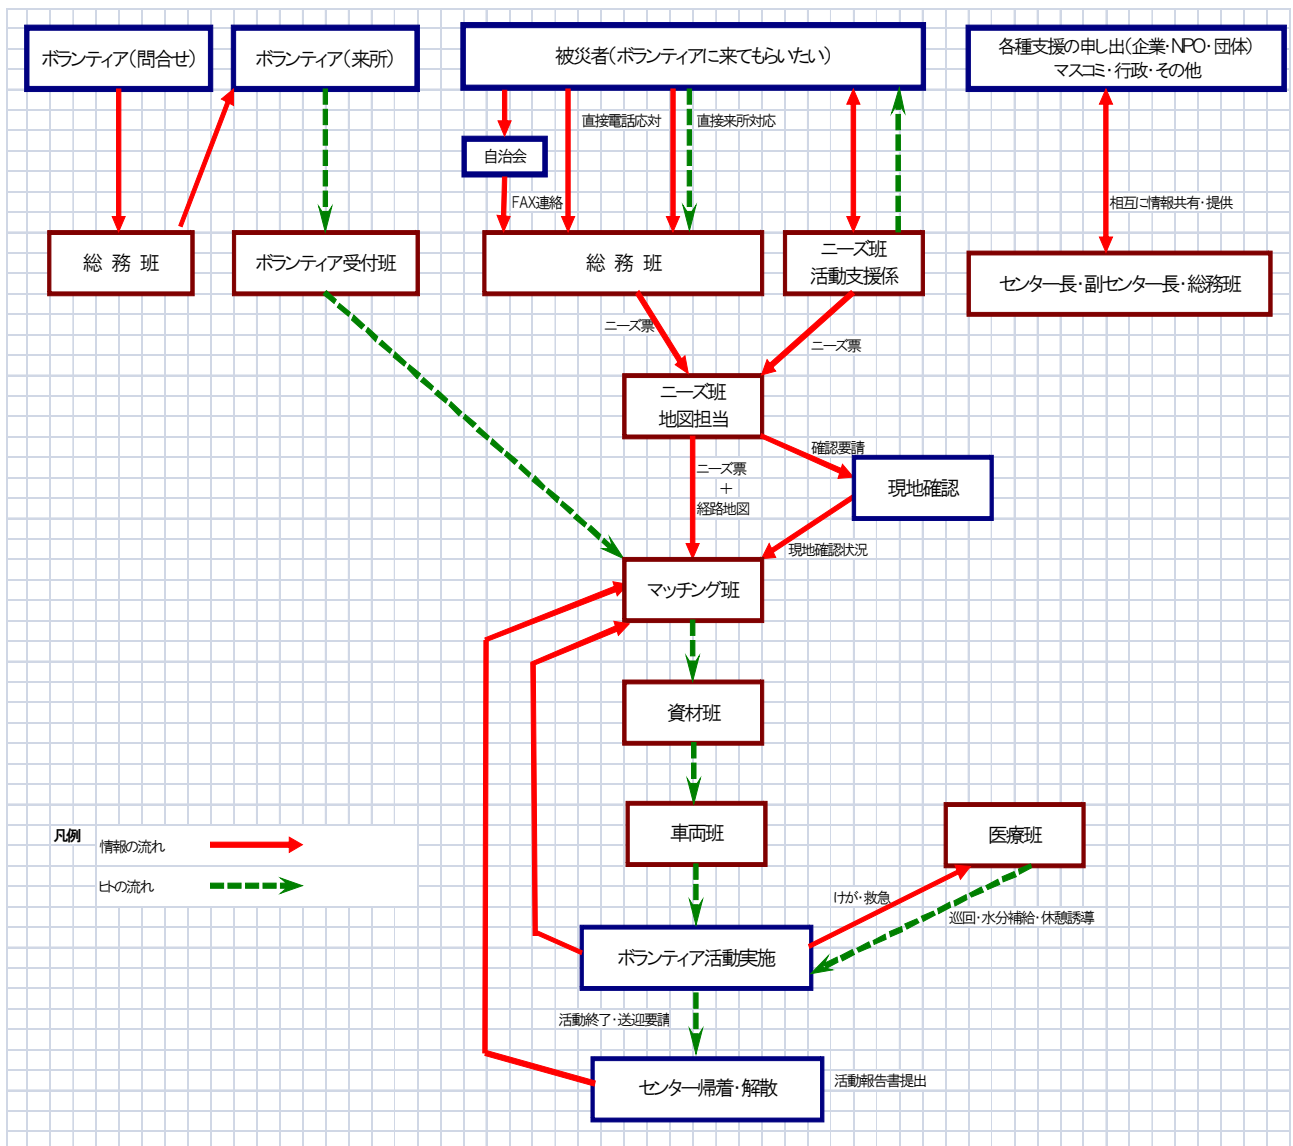 ボランティア(問合せ)
ボランティア(来所)
被災者(ボランティアに来てもらいたい)
各種支援の申し出(企業・NPO・団体)
マスコミ・行政・その他
直接電話応対
直接来所対応
自治会
FAX連絡
相互に情報共有・提供
総 務 班
ボランティア受付班
総 務 班
ニーズ班
活動支援係
センター長・副センター長・総務班
ニーズ票
ニーズ票
ニーズ班
地図担当
確認要請
ニーズ票
+
経路地図
現地確認
現地確認状況
マッチング班
資材班
車両班
医療班
凡例
情報の流れ
ヒトの流れ
けが・救急
巡回・水分補給・休憩誘導
ボランティア活動実施
活動終了・送迎要請
センター帰着・解散
活動報告書提出